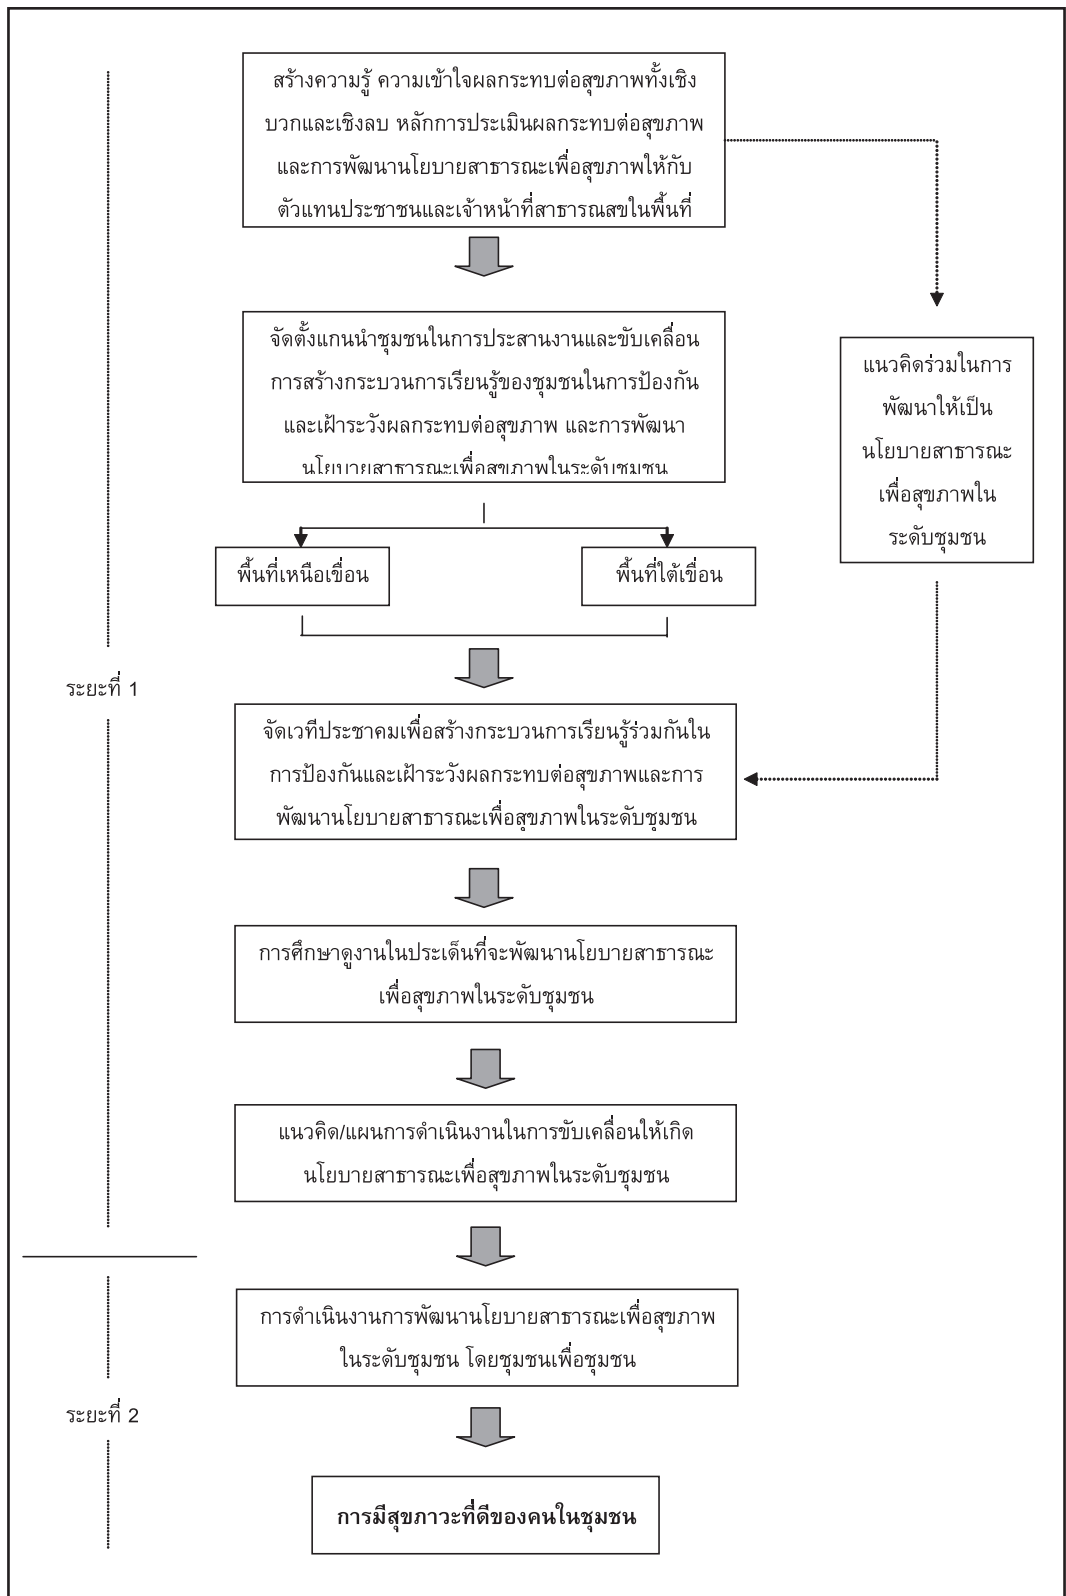 สร้างความรู้ ความเข้าใจผลกระทบต่อสุขภาพทั้งเชิง
บวกและเชิงลบ หลักการประเมินผลกระทบต่อสุขภาพ
และการพัฒนานโยบายสาธารณะเพื่อสุขภาพให้กับ
ตัวแทนประชาชนและเจ้าหน้าที่สาธารณสขในพื้นที่
จัดตั้งแกนนำชุมชนในการประสานงานและขับเคลื่อน
การสร้างกระบวนการเรียนรู้ของชุมชนในการป้องกัน
และเฝ้าระวังผลกระทบต่อสุขภาพ และการพัฒนา
นโยบายสาธารณะเพื่อสุขภาพในระดับชุมชน
แนวคิดร่วมในการ
พัฒนาให้เป็น
นโยบายสาธารณะ
เพื่อสุขภาพใน
ระดับชุมชน
พื้นที่เหนือเขื่อน
พื้นที่ใต้เขื่อน
ระยะที่ 1
จัดเวทีประชาคมเพื่อสร้างกระบวนการเรียนรู้ร่วมกันใน
การป้องกันและเฝ้าระวังผลกระทบต่อสุขภาพและการ
พัฒนานโยบายสาธารณะเพื่อสุขภาพในระดับชุมชน
การศึกษาดูงานในประเด็นที่จะพัฒนานโยบายสาธารณะ
เพื่อสุขภาพในระดับชุมชน
แนวคิด/แผนการดำเนินงานในการขับเคลื่อนให้เกิด
นโยบายสาธารณะเพื่อสุขภาพในระดับชุมชน
การดำเนินงานการพัฒนานโยบายสาธารณะเพื่อสุขภาพ
ในระดับชุมชน โดยชุมชนเพื่อชุมชน
ระยะที่ 2
การมีสุขภาวะที่ดีของคนในชุมชน